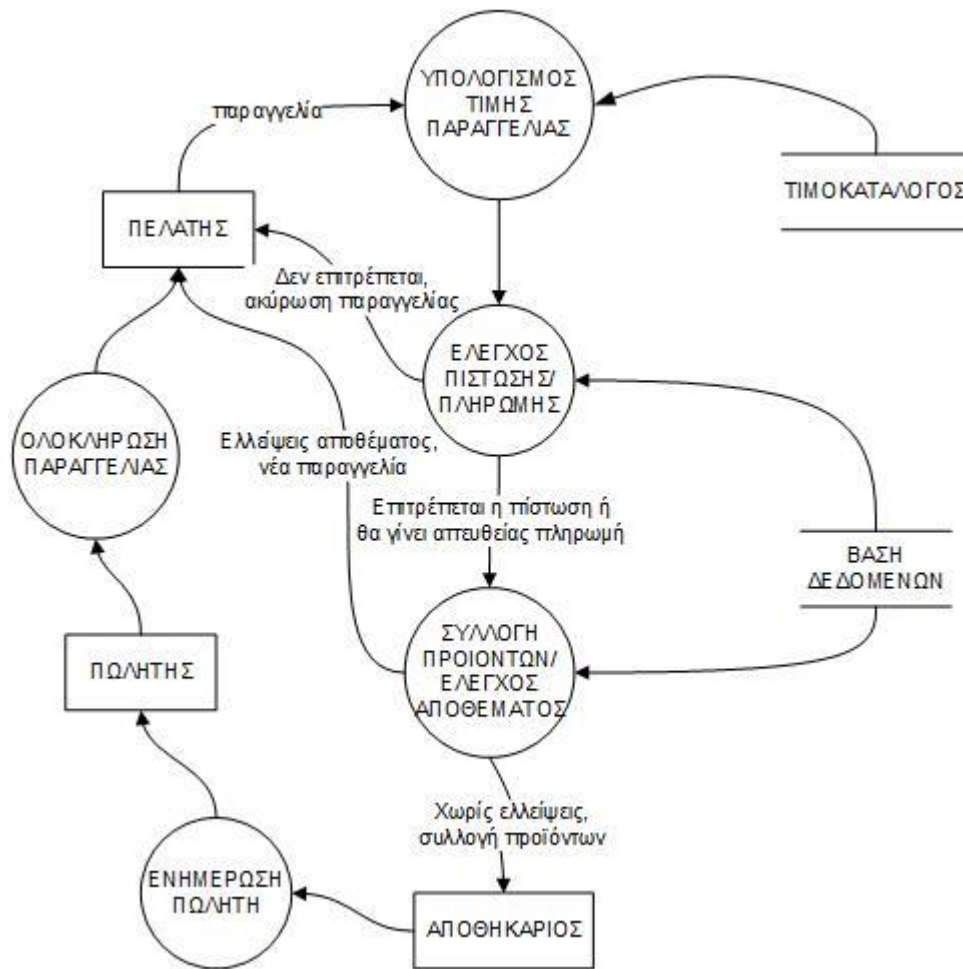 ΥΠΟΛΟΓΙΣΜΟΣ
ΤΙΜΗΣ
ΠΑΡΑΓΓΕΛΙΑΣ
παραγγελία
ΤΙΜΟΚΑΤΑΛΟΓΟΣ
ΠΕΛΑΤΗΣ
Δεν επιτρέπεται,
ακύρωση παραγγελίας
ΕΛΕΓΧΟΣ
ΠΙΣΤΩΣΗΣ/
ΠΛΗΡΩΜΗΣ
ΟΛΟΚΛΗΡΩΣΗ
ΠΑΡΑΓΓΕΛΙΑΣ
Ελλείψεις αποθέματος,
νέα παραγγελία
Επιτρέπεται η πίστωση ή
θα γίνει απευθείας πληρωμή
ΒΑΣΗ
ΔΕΔΟΜΕΝΩΝ
ΣΥΛΛΟΓΗ
ΠΡΟΙΟΝΤΩΝ/
ΕΛΕΓΧΟΣ
ΑΠΟΘΕΜΑΤΟΣ
ΠΩΛΗΤΗΣ
Χωρίς ελλείψεις,
συλλογή προϊόντων
ΕΝΗΜΕΡΩΣΗ
ΠΩΛΗΤΗ
ΑΠΟΘΗΚΑΡΙΟΣ